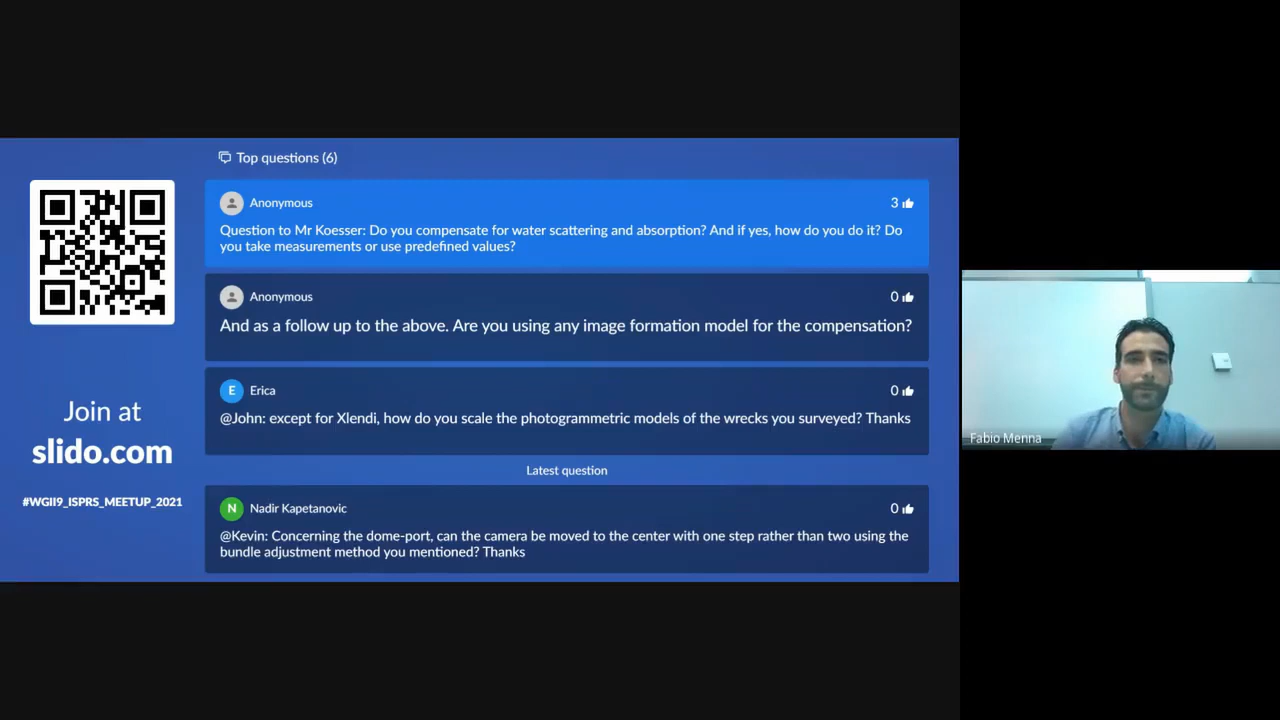 Top questions (6)
Anonymous
3
Question to Mr Koesser: Do you compensate for water scattering and absorption? And if yes, how do you do it? Do
you take measurements or use predefined values?
Anonymous
0
And as a follow up to the above. Are you using any image formation model for the compensation?
E
Erica
0
@John: except for Xlendi, how do you scale the photogrammetric models of the wrecks you surveyed? Thanks
Latest question
N
Nadir Kapetanovic
0
@Kevin: Concerning the dome-port, can the camera be moved to the center with one step rather than two using the
bundle adjustment method you mentioned? Thanks
Join at
slido.com
#WGII9_ISPRS_MEETUP_2021
Fabio Menna